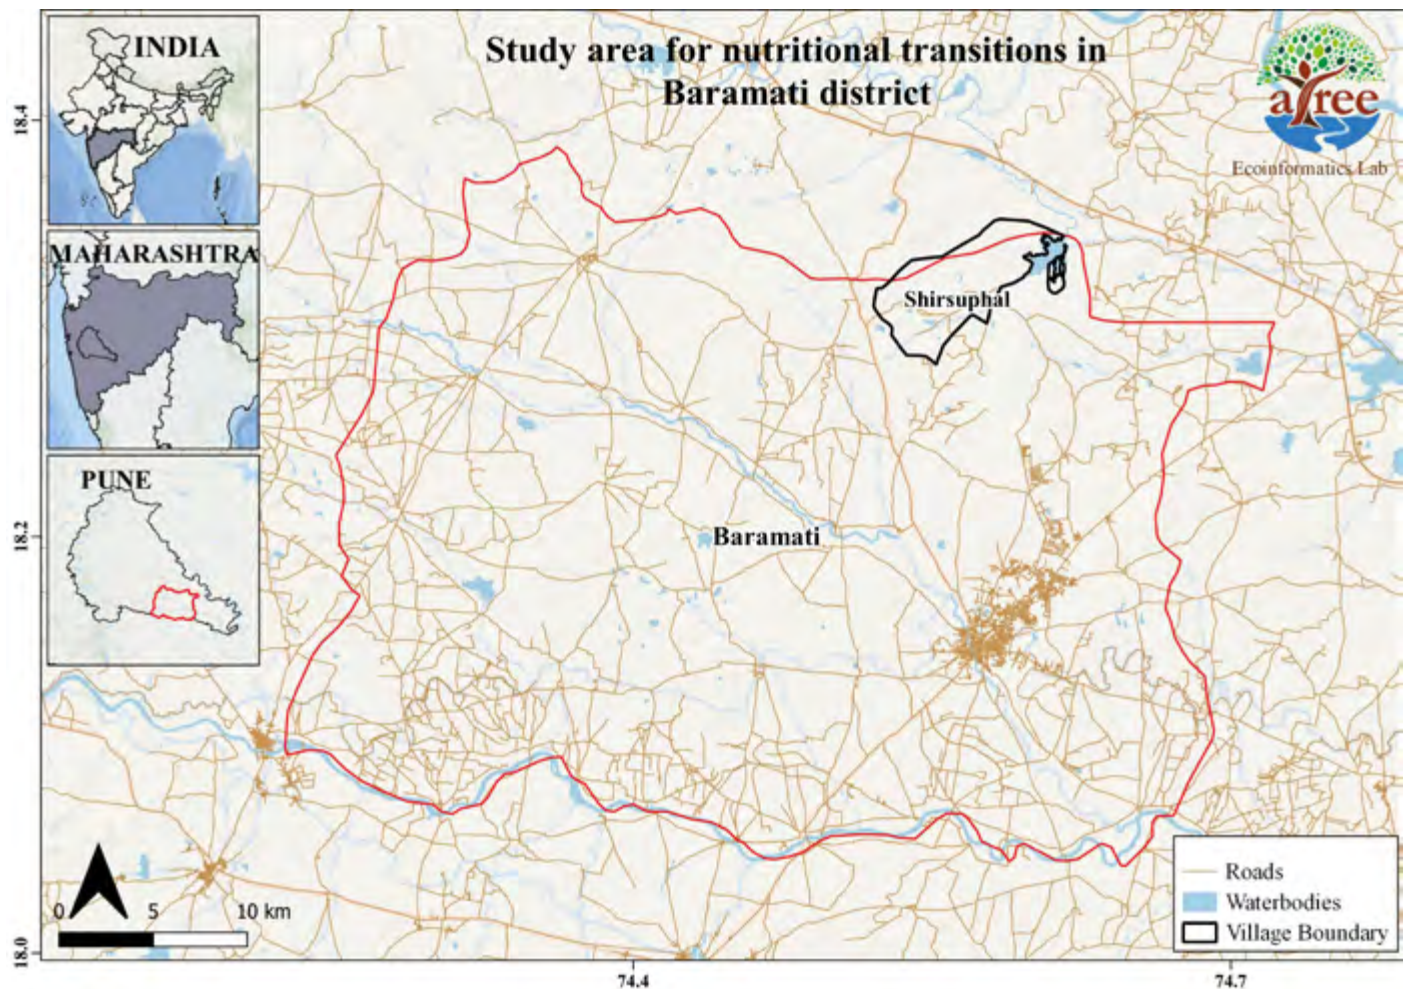 INDIA
Study area for nutritional transitions in
Baramati district
aTree
Ecoinformatics Lab
18.4
MAHARASHTRA
Shirsuphal
PUNE
18.2
Baramati
0 5 10 km
Roads
Waterbodies
Village Boundary
18.0
74.4
74.7